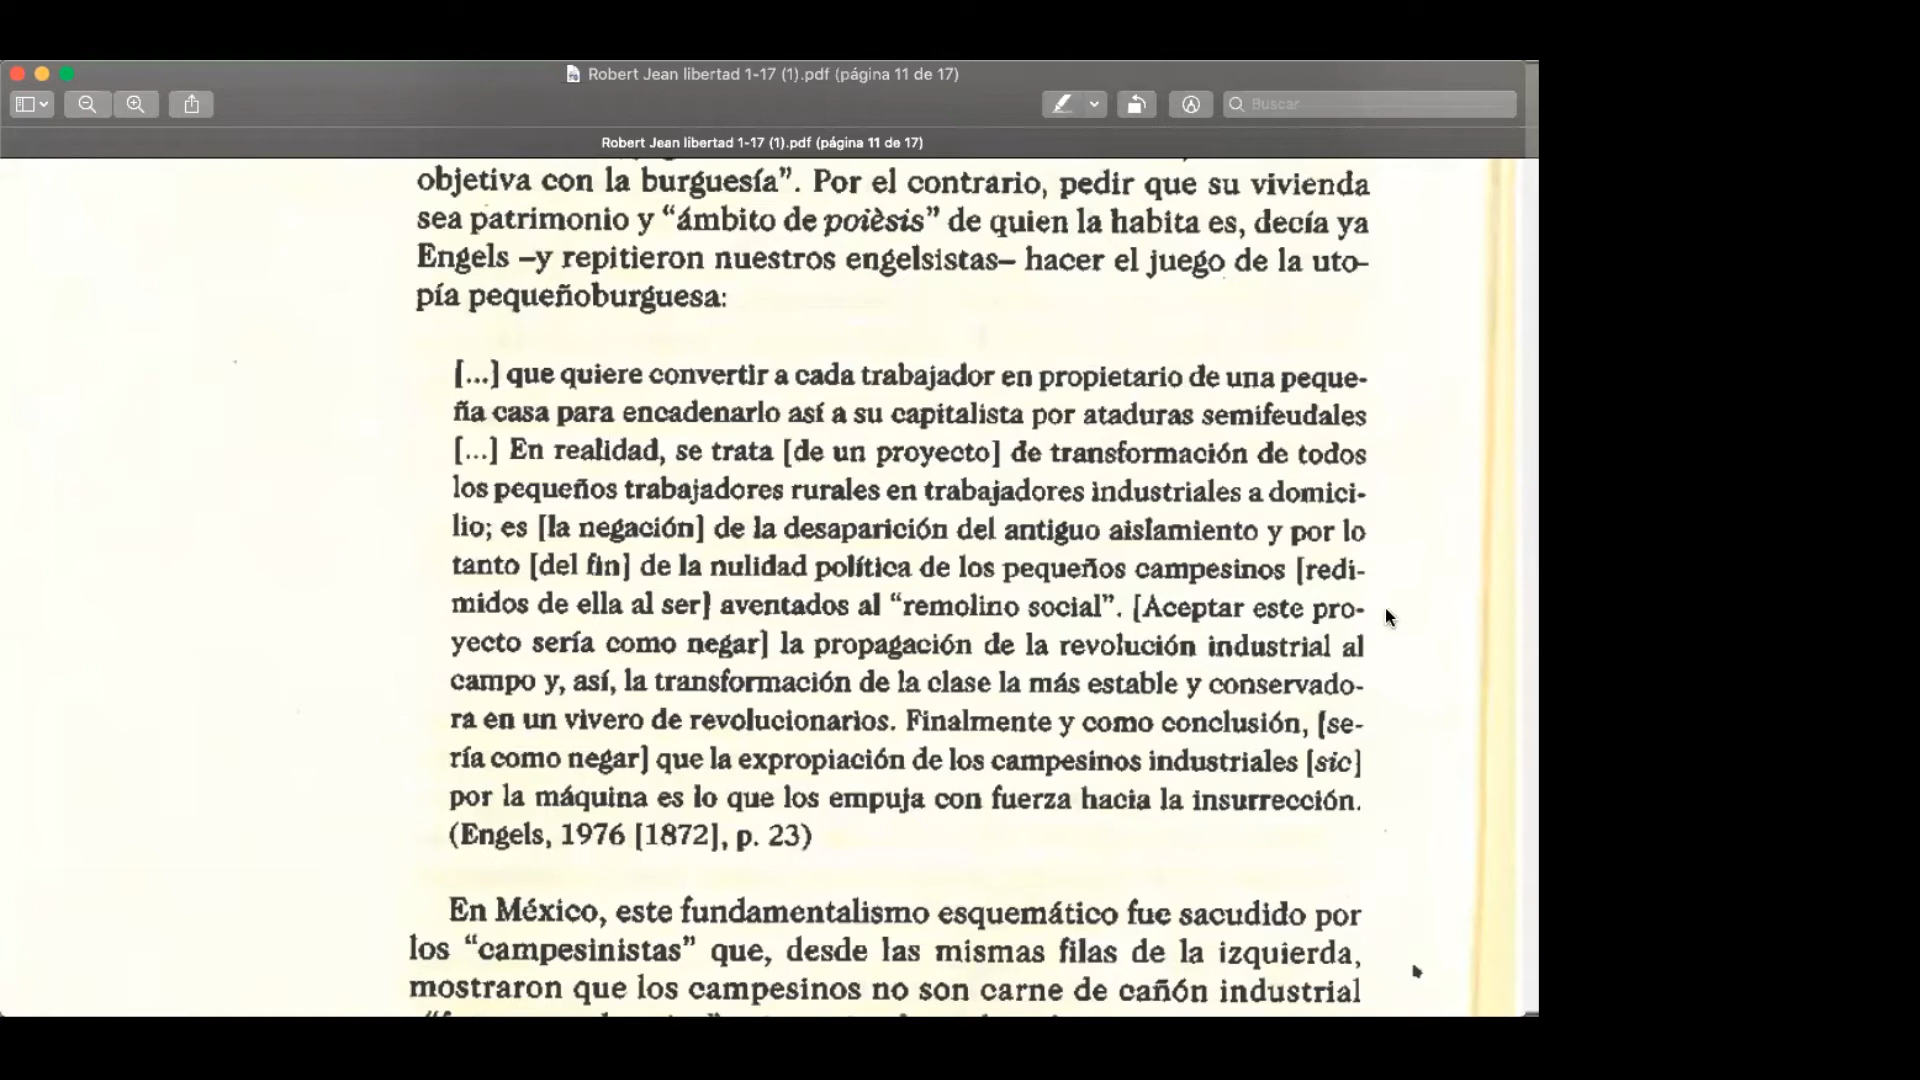 Robert Jean libertad 1-17 (1).pdf (página 11 de 17)
Buscar
Robert Jean libertad 1-17 (1).pdf (página 11 de 17)
objetiva con la burguesía”. Por el contrario, pedir que su vivienda
sea patrimonio y “ámbito de poièsis” de quien la habita es, decía ya
Engels –y repitieron nuestros engelsistas– hacer el juego de la uto-
pía pequeñoburguesa:
[...] que quiere convertir a cada trabajador en propietario de una peque-
ña casa para encadenarlo así a su capitalista por ataduras semifeudales
[...] En realidad, se trata [de un proyecto] de transformación de todos
los pequeños trabajadores rurales en trabajadores industriales a domici-
lio; es [la negación] de la desaparición del antiguo aislamiento y por lo
tanto [del fin] de la nulidad política de los pequeños campesinos [redi-
midos de ella al ser] aventados al “remolino social”. [Aceptar este pro-
yecto sería como negar] la propagación de la revolución industrial al
campo y, así, la transformación de la clase la más estable y conservado-
ra en un vivero de revolucionarios. Finalmente y como conclusión, [se-
ría como negar] que la expropiación de los campesinos industriales [sic]
por la máquina es lo que los empuja con fuerza hacia la insurrección.
(Engels, 1976 [1872], p. 23)
En México, este fundamentalismo esquemático fue sacudido por
los “campesinistas” que, desde las mismas filas de la izquierda,
mostraron que los campesinos no son carne de cañón industrial